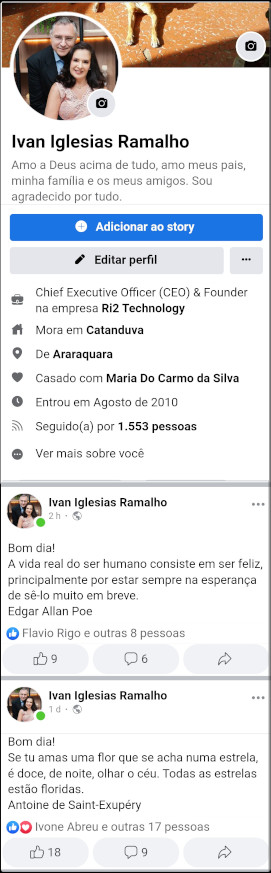 Ivan Iglesias Ramalho
Amo a Deus acima de tudo, amo meus pais,
minha família e os meus amigos. Sou
agradecido por tudo.
Adicionar ao story
Editar perfil
Chief Executive Officer (CEO) & Founder
na empresa Ri2 Technology
Mora em Catanduva
De Araraquara
Casado com Maria Do Carmo da Silva
Entrou em Agosto de 2010
Seguido(a) por 1.553 pessoas
Ver mais sobre você
Ivan Iglesias Ramalho
2 h ·
Bom dia!
A vida real do ser humano consiste em ser feliz,
principalmente por estar sempre na esperança
de sê-lo muito em breve.
Edgar Allan Poe
Flavio Rigo e outras 8 pessoas
9
6
Ivan Iglesias Ramalho
1 d ·
Bom dia!
Se tu amas uma flor que se acha numa estrela,
é doce, de noite, olhar o céu. Todas as estrelas
estão floridas.
Antoine de Saint-Exupéry
Ivone Abreu e outras 17 pessoas
18
9